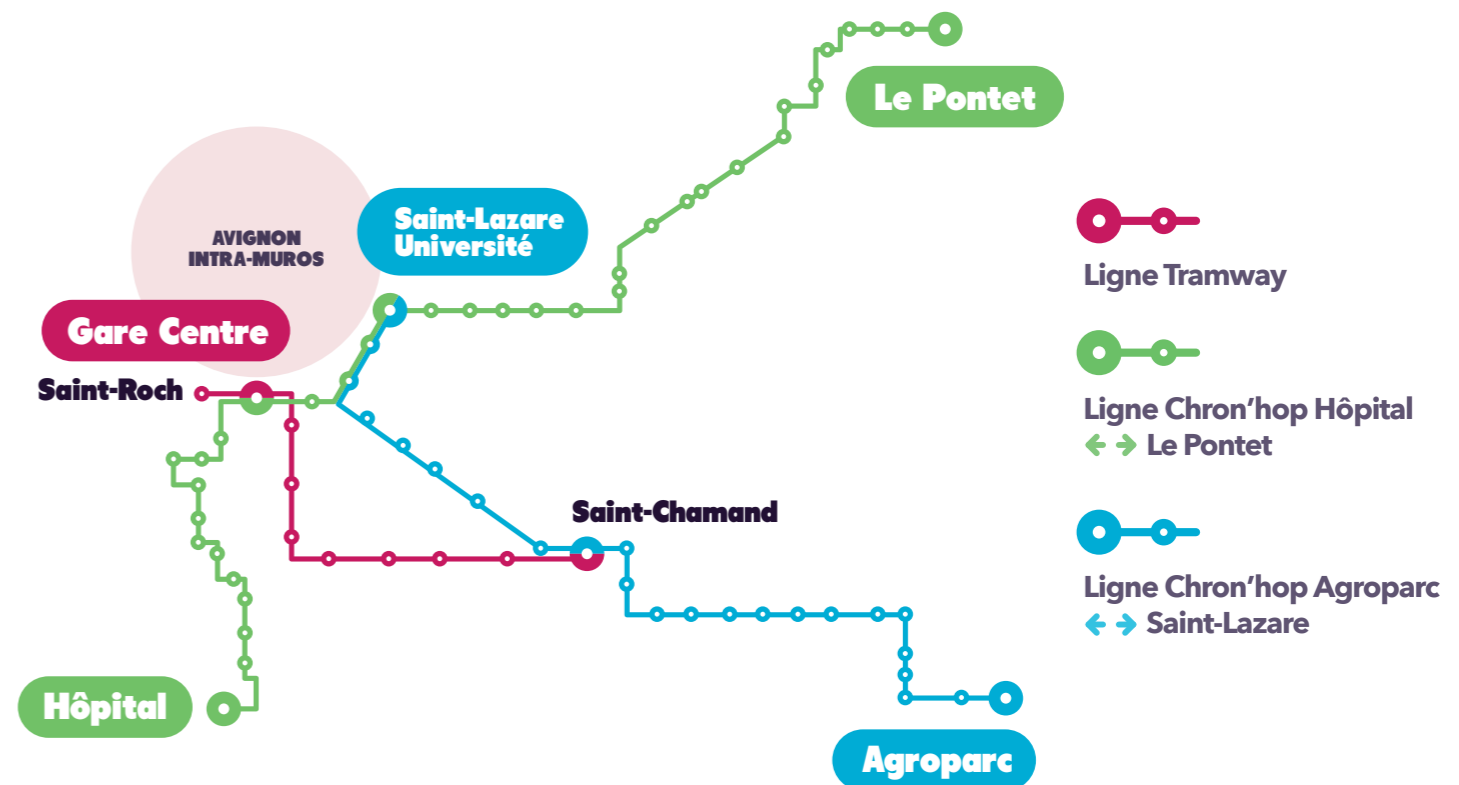 Le Pontet
Saint-Lazare
Université
AVIGNON
INTRA-MUROS
Gare Centre
Saint-Roch
Saint-Chamand
Hôpital
Agroparc
Ligne Tramway
Ligne Chron'hop Hôpital
←→ Le Pontet
Ligne Chron'hop Agroparc
←→ Saint-Lazare